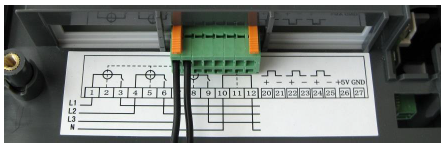 + - + - + - +5V GND
1 2 3 4 5 6 7 8 9 10 11 12 20 21 22 23 24 25 26 27
L1
L2
L3
N